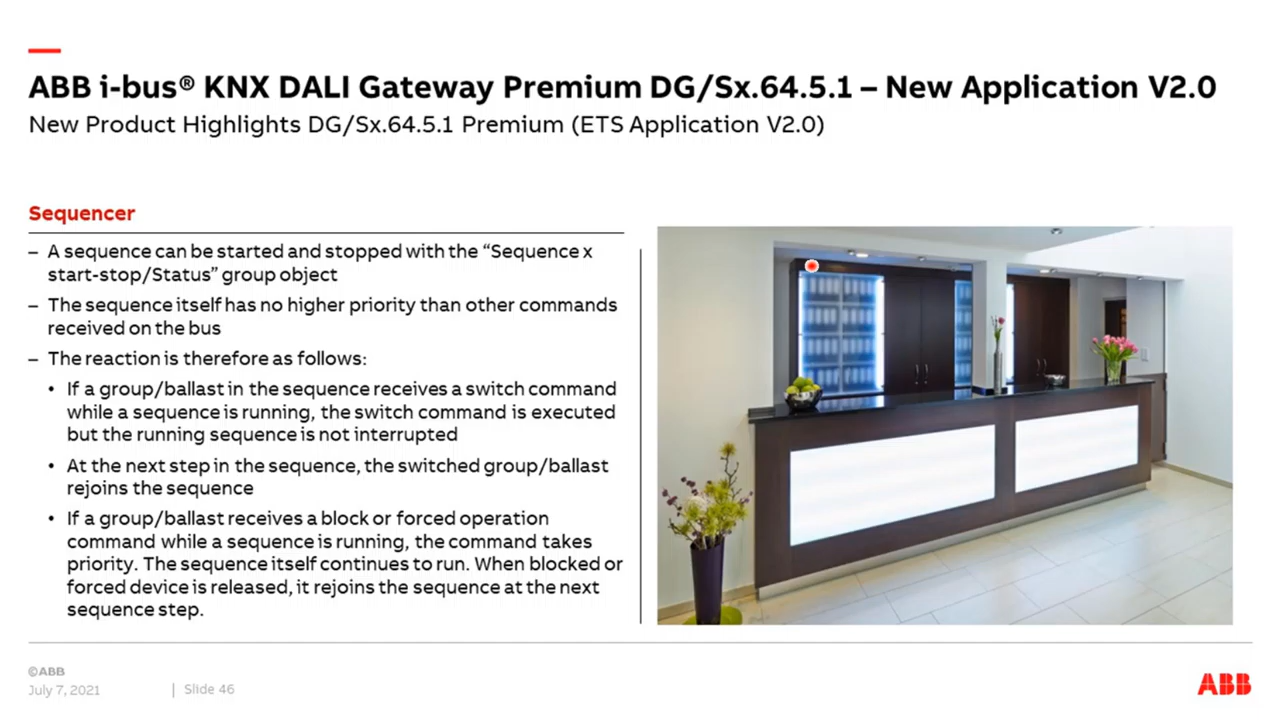 ABB i-bus® KNX DALI Gateway Premium DG/Sx.64.5.1 – New Application V2.0
New Product Highlights DG/Sx.64.5.1 Premium (ETS Application V2.0)
Sequencer
– A sequence can be started and stopped with the “Sequence x
start-stop/Status” group object
– The sequence itself has no higher priority than other commands
received on the bus
– The reaction is therefore as follows:
• If a group/ballast in the sequence receives a switch command
while a sequence is running, the switch command is executed
but the running sequence is not interrupted
• At the next step in the sequence, the switched group/ballast
rejoins the sequence
• If a group/ballast receives a block or forced operation
command while a sequence is running, the command takes
priority. The sequence itself continues to run. When blocked or
forced device is released, it rejoins the sequence at the next
sequence step.
©ABB
July 7, 2021 | Slide 46
ABB